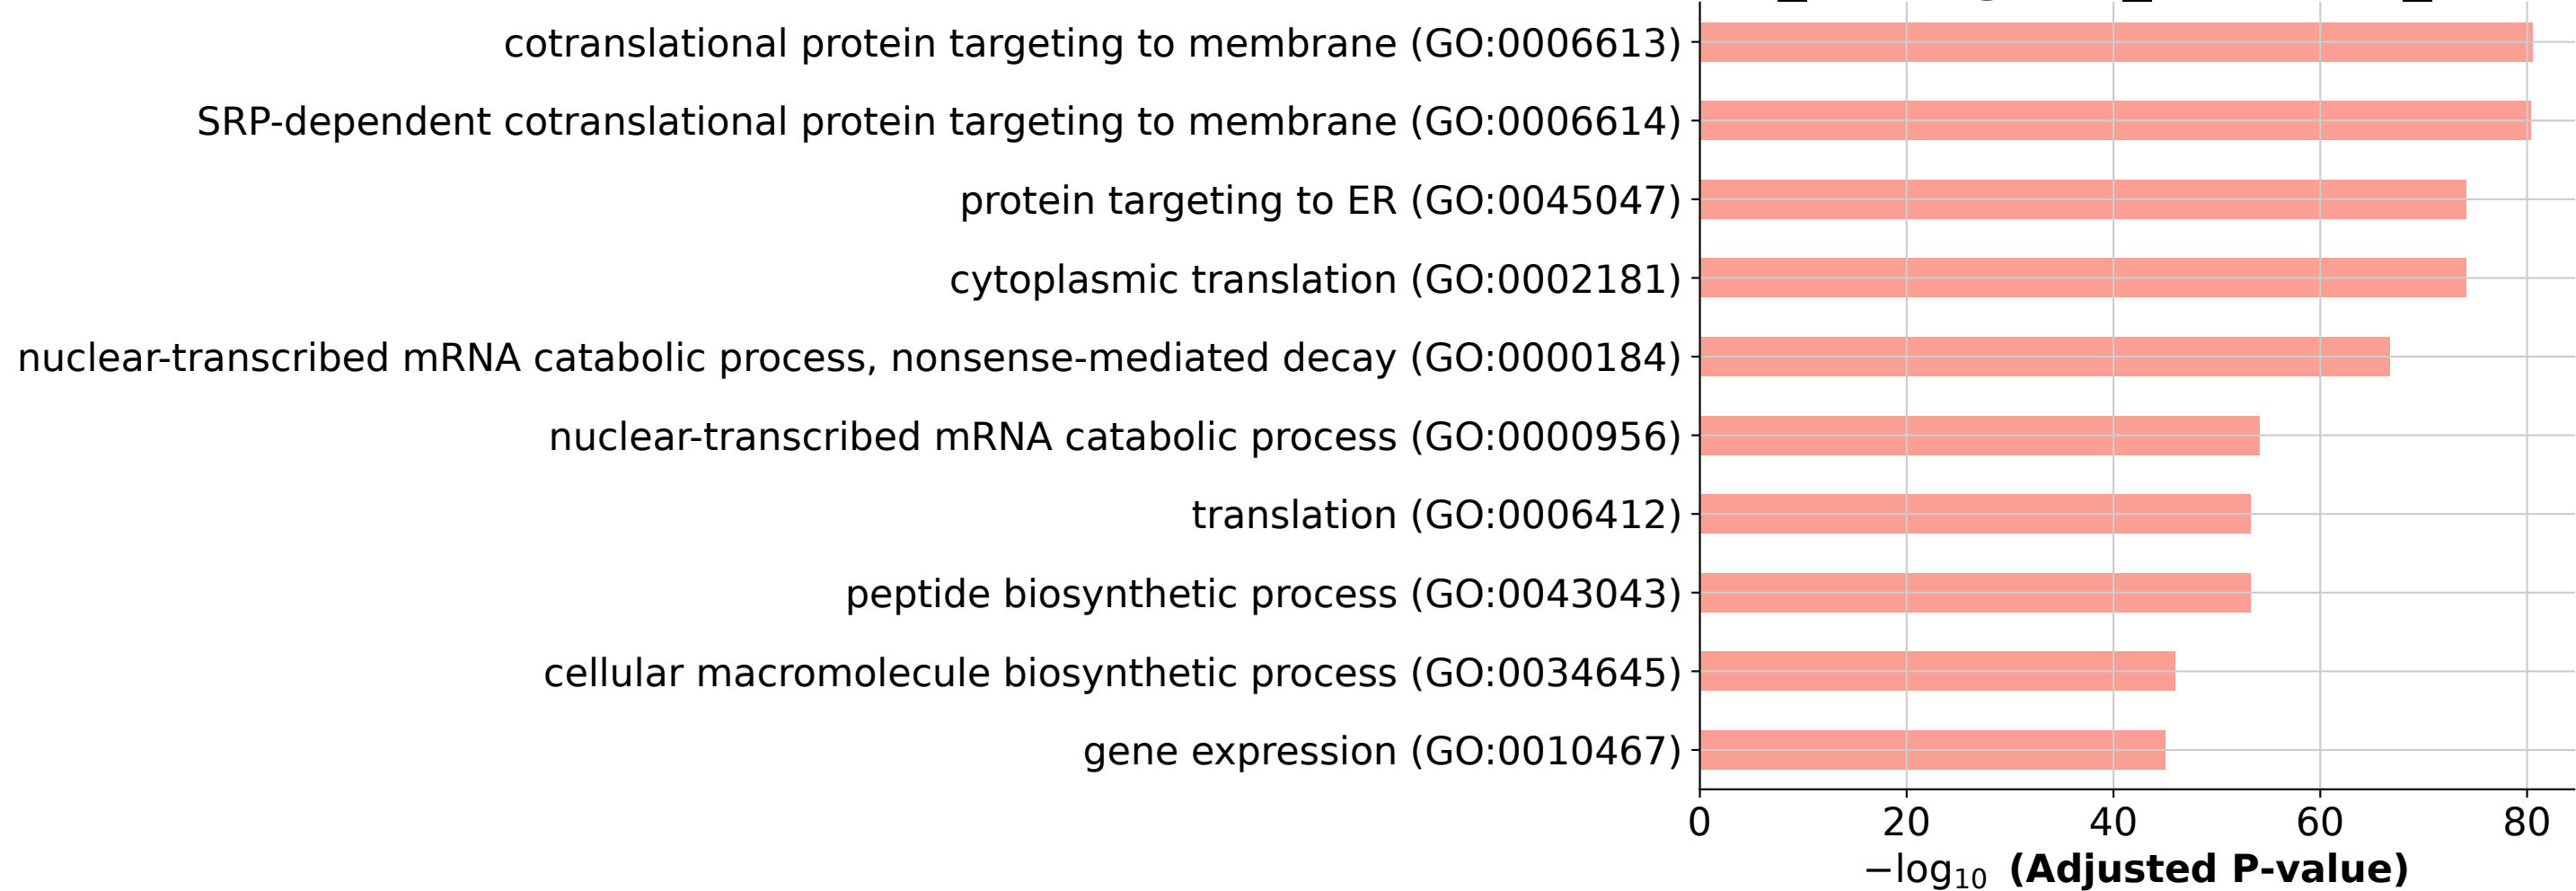 cotranslational protein targeting to membrane (GO:0006613)
SRP-dependent cotranslational protein targeting to membrane (GO:0006614)
protein targeting to ER (GO:0045047)
cytoplasmic translation (GO:0002181)
nuclear-transcribed mRNA catabolic process, nonsense-mediated decay (GO:0000184)
nuclear-transcribed mRNA catabolic process (GO:0000956)
translation (GO:0006412)
peptide biosynthetic process (GO:0043043)
cellular macromolecule biosynthetic process (GO:0034645)
gene expression (GO:0010467)
0 20 40 60 80
−log₁₀ (Adjusted P-value)